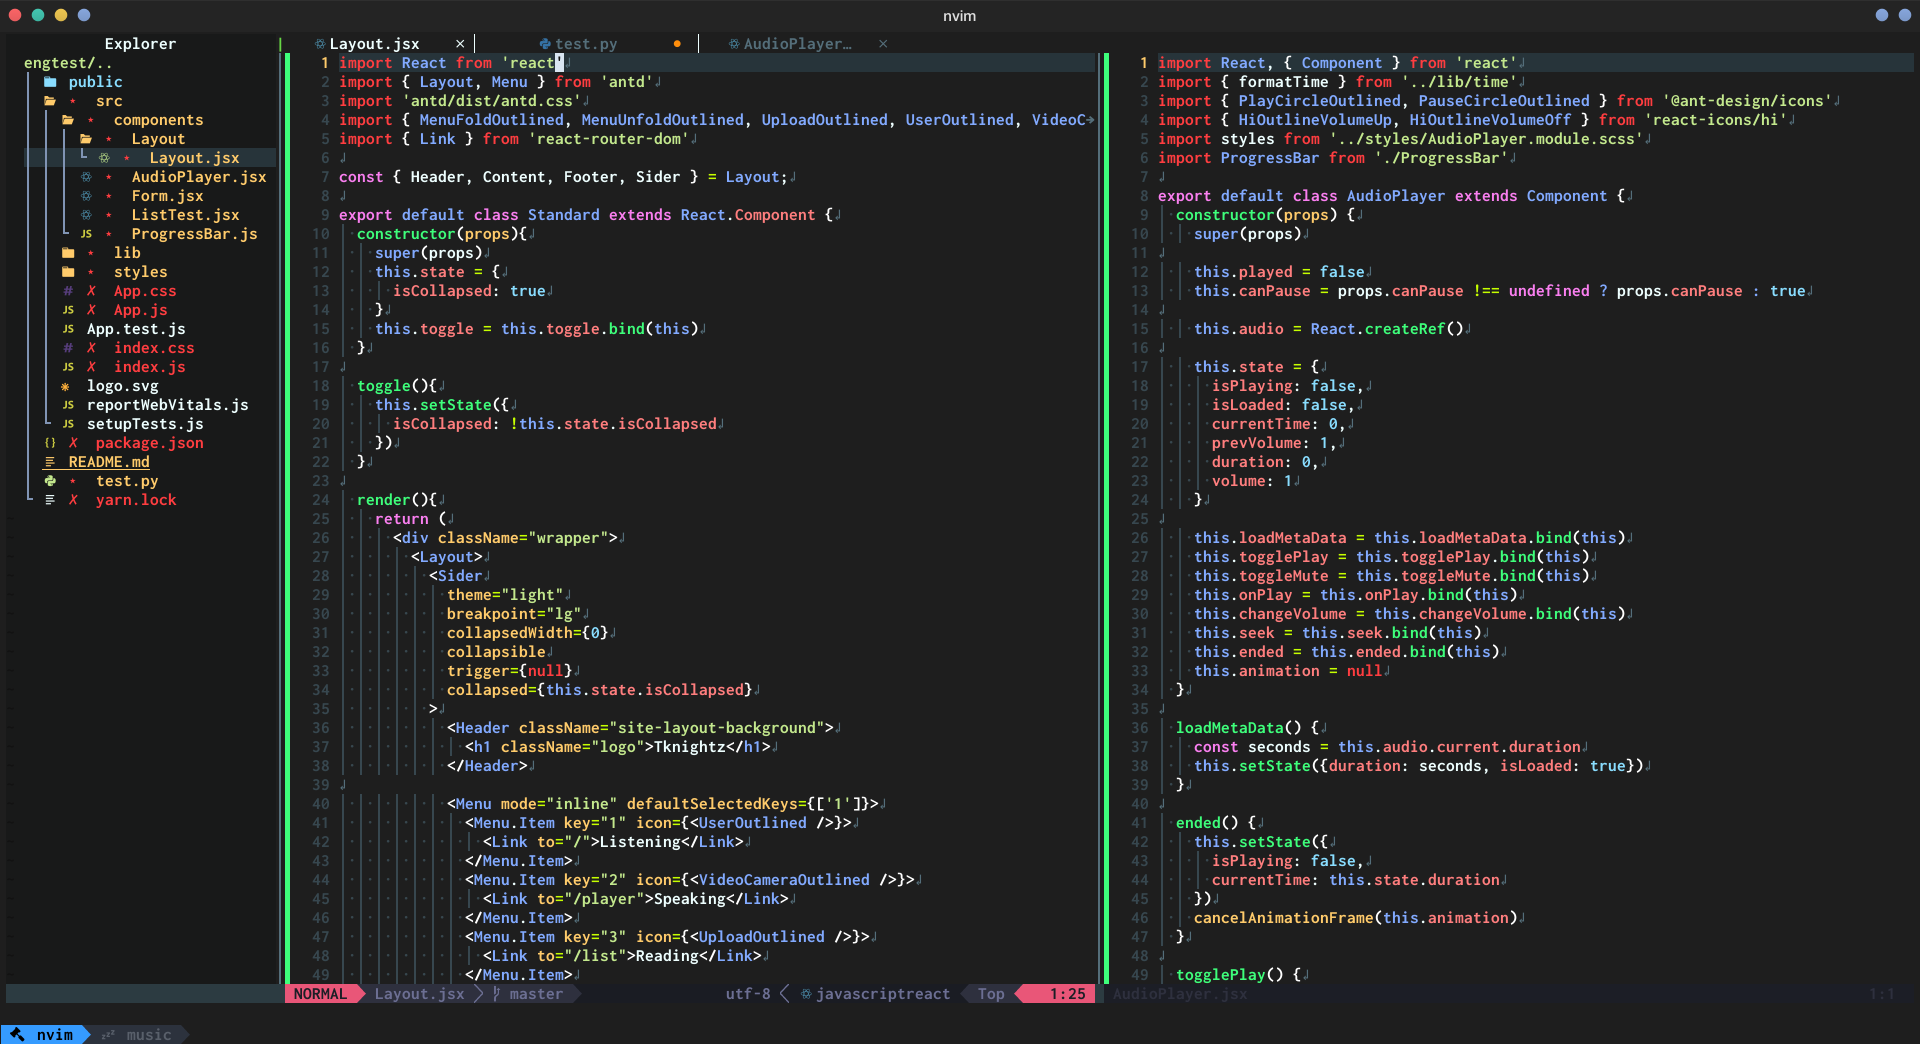 nvim
Explorer
engtest/..
public
src
components
Layout
Layout.jsx
AudioPlayer.jsx
Form.jsx
ListTest.jsx
JS ProgressBar.js
lib
styles
# X App.css
JS X App.js
JS App.test.js
# X index.css
JS X index.js
logo.svg
JS reportWebVitals.js
JS setupTests.js
{} X package.json
README.md
test.py
X yarn.lock
Layout.jsx × test.py ● AudioPlayer… ×
1 import React from 'react'
2 import { Layout, Menu } from 'antd'
3 import 'antd/dist/antd.css'
4 import { MenuFoldOutlined, MenuUnfoldOutlined, UploadOutlined, UserOutlined, VideoC→
5 import { Link } from 'react-router-dom'
6
7 const { Header, Content, Footer, Sider } = Layout;
8
9 export default class Standard extends React.Component {
10 constructor(props){
11 super(props)
12 this.state = {
13 isCollapsed: true
14 }
15 this.toggle = this.toggle.bind(this)
16 }
17
18 toggle(){
19 this.setState({
20 isCollapsed: !this.state.isCollapsed
21 })
22 }
23
24 render(){
25 return (
26 <div className="wrapper">
27 <Layout>
28 <Sider
29 theme="light"
30 breakpoint="lg"
31 collapsedWidth={0}
32 collapsible
33 trigger={null}
34 collapsed={this.state.isCollapsed}
35 >
36 <Header className="site-layout-background">
37 <h1 className="logo">Tknightz</h1>
38 </Header>
39
40 <Menu mode="inline" defaultSelectedKeys={['1']}>
41 <Menu.Item key="1" icon={<UserOutlined />}>
42 <Link to="/">Listening</Link>
43 </Menu.Item>
44 <Menu.Item key="2" icon={<VideoCameraOutlined />}>
45 <Link to="/player">Speaking</Link>
46 </Menu.Item>
47 <Menu.Item key="3" icon={<UploadOutlined />}>
48 <Link to="/list">Reading</Link>
49 </Menu.Item>
1 import React, { Component } from 'react'
2 import { formatTime } from '../lib/time'
3 import { PlayCircleOutlined, PauseCircleOutlined } from '@ant-design/icons'
4 import { HiOutlineVolumeUp, HiOutlineVolumeOff } from 'react-icons/hi'
5 import styles from '../styles/AudioPlayer.module.scss'
6 import ProgressBar from './ProgressBar'
7
8 export default class AudioPlayer extends Component {
9 constructor(props) {
10 super(props)
11
12 this.played = false
13 this.canPause = props.canPause !== undefined ? props.canPause : true
14
15 this.audio = React.createRef()
16
17 this.state = {
18 isPlaying: false,
19 isLoaded: false,
20 currentTime: 0,
21 prevVolume: 1,
22 duration: 0,
23 volume: 1
24 }
25
26 this.loadMetaData = this.loadMetaData.bind(this)
27 this.togglePlay = this.togglePlay.bind(this)
28 this.toggleMute = this.toggleMute.bind(this)
29 this.onPlay = this.onPlay.bind(this)
30 this.changeVolume = this.changeVolume.bind(this)
31 this.seek = this.seek.bind(this)
32 this.ended = this.ended.bind(this)
33 this.animation = null
34 }
35
36 loadMetaData() {
37 const seconds = this.audio.current.duration
38 this.setState({duration: seconds, isLoaded: true})
39 }
40
41 ended() {
42 this.setState({
43 isPlaying: false,
44 currentTime: this.state.duration
45 })
46 cancelAnimationFrame(this.animation)
47 }
48
49 togglePlay() {
NORMAL Layout.jsx master utf-8 javascriptreact Top 1:25 AudioPlayer.jsx 1:1
nvim zzz music